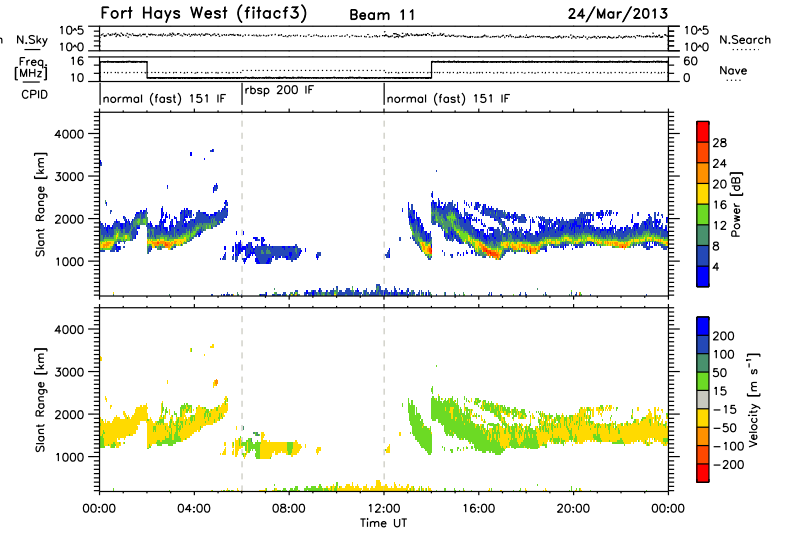 Fort Hays West (fitacf3) Beam 11 24/Mar/2013
n N.Sky 10^5 10^0 10^5 10^0 N.Search
Freq. [MHz] 16 10 60 0 Nave
CPID normal (fast) 151 IF rbsp 200 IF normal (fast) 151 IF
Slant Range [km]
4000
3000
2000
1000
28
24
20
16
12
8
4
Power [dB]
Slant Range [km]
4000
3000
2000
1000
200
100
50
15
-15
-50
-100
-200
Velocity [m s⁻¹]
00:00 04:00 08:00 12:00 16:00 20:00 00:00
Time UT